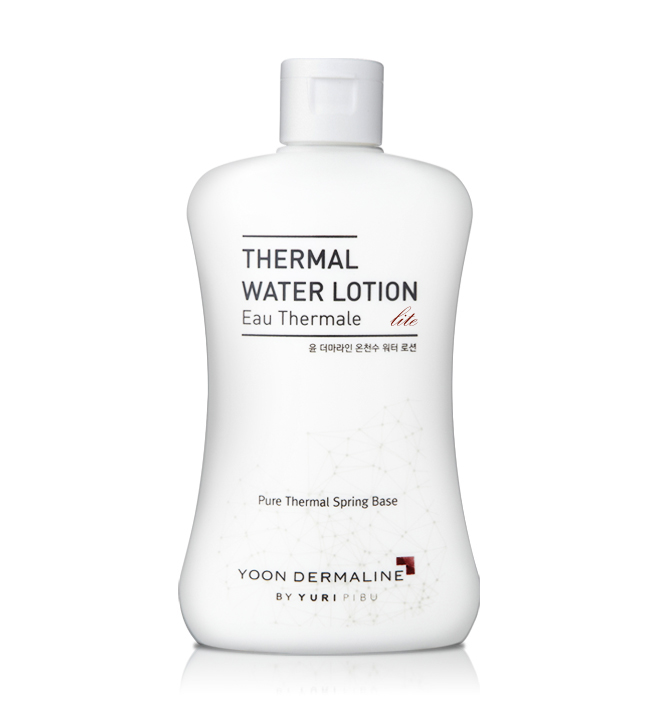 THERMAL
WATER LOTION
Eau Thermale lite
윤 더마라인 온천수 워터 로션
Pure Thermal Spring Base
YOON DERMALINE
BY YURI PIBU